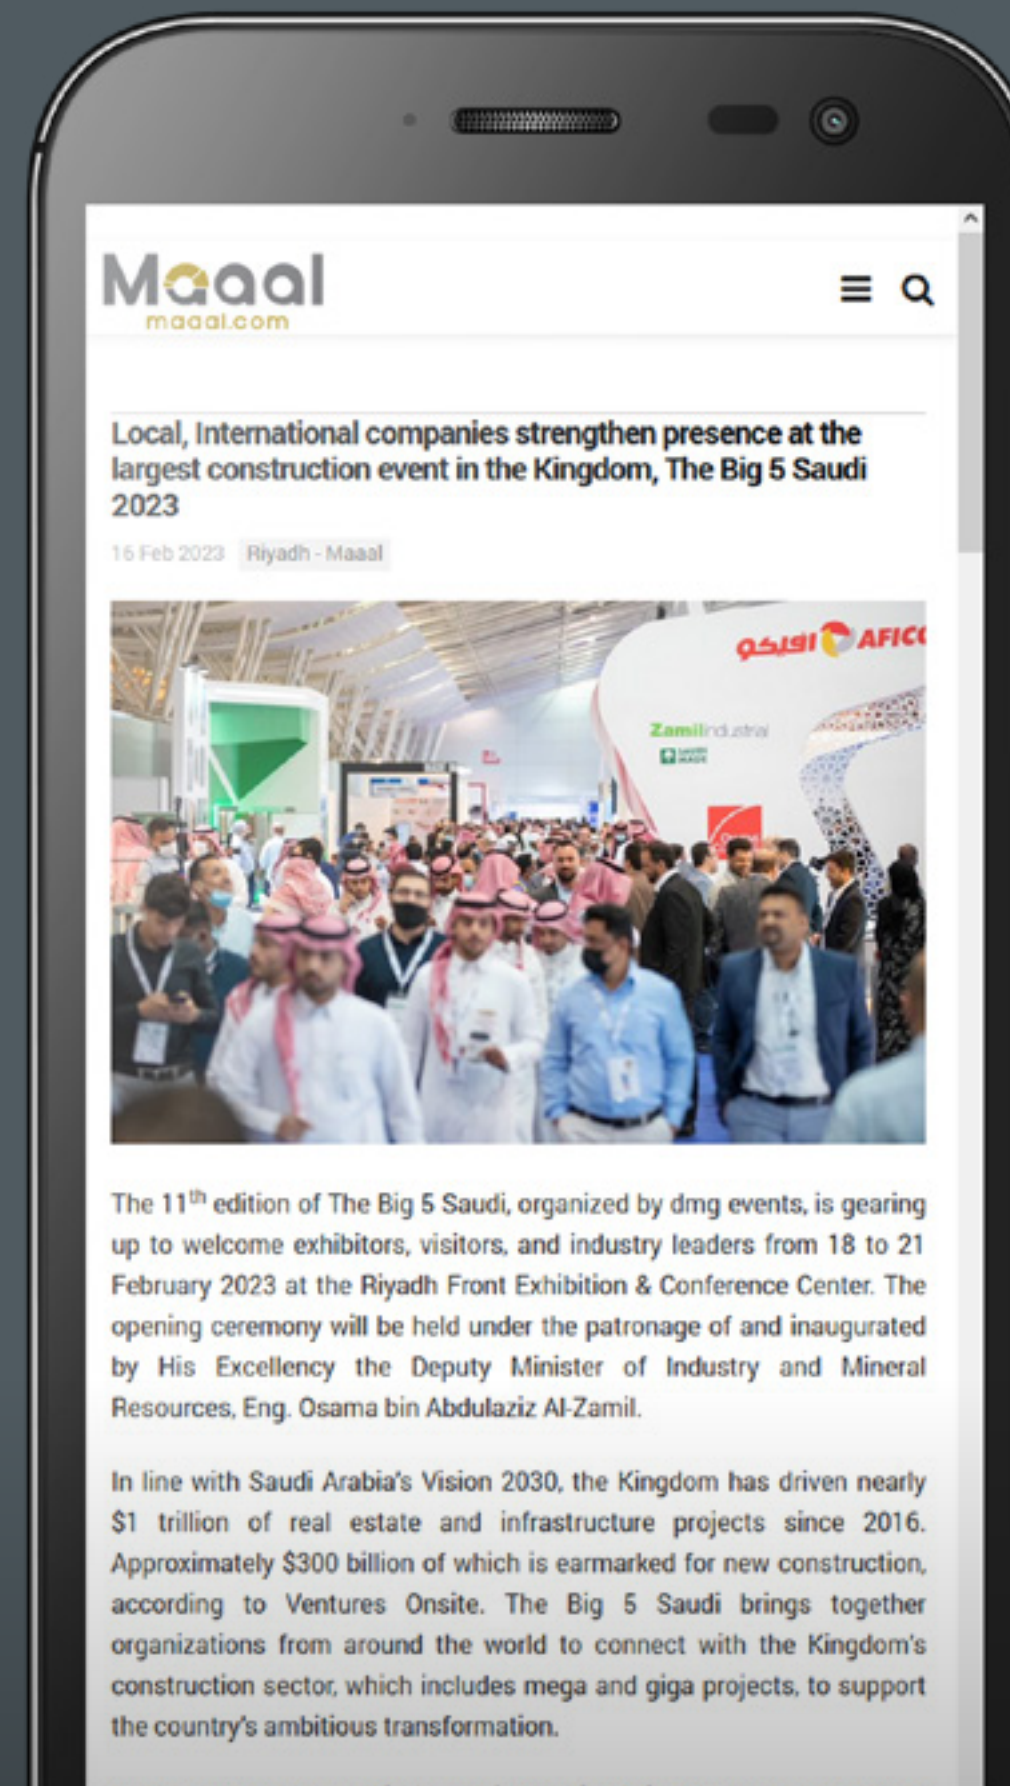 Maaal
maaal.com
Local, International companies strengthen presence at the
largest construction event in the Kingdom, The Big 5 Saudi
2023
16 Feb 2023 Riyadh - Maaal
افيكو AFICO
Zamilindustrial
SAUDI
MADE
The 11th edition of The Big 5 Saudi, organized by dmg events, is gearing
up to welcome exhibitors, visitors, and industry leaders from 18 to 21
February 2023 at the Riyadh Front Exhibition & Conference Center. The
opening ceremony will be held under the patronage of and inaugurated
by His Excellency the Deputy Minister of Industry and Mineral
Resources, Eng. Osama bin Abdulaziz Al-Zamil.
In line with Saudi Arabia's Vision 2030, the Kingdom has driven nearly
$1 trillion of real estate and infrastructure projects since 2016.
Approximately $300 billion of which is earmarked for new construction,
according to Ventures Onsite. The Big 5 Saudi brings together
organizations from around the world to connect with the Kingdom's
construction sector, which includes mega and giga projects, to support
the country's ambitious transformation.